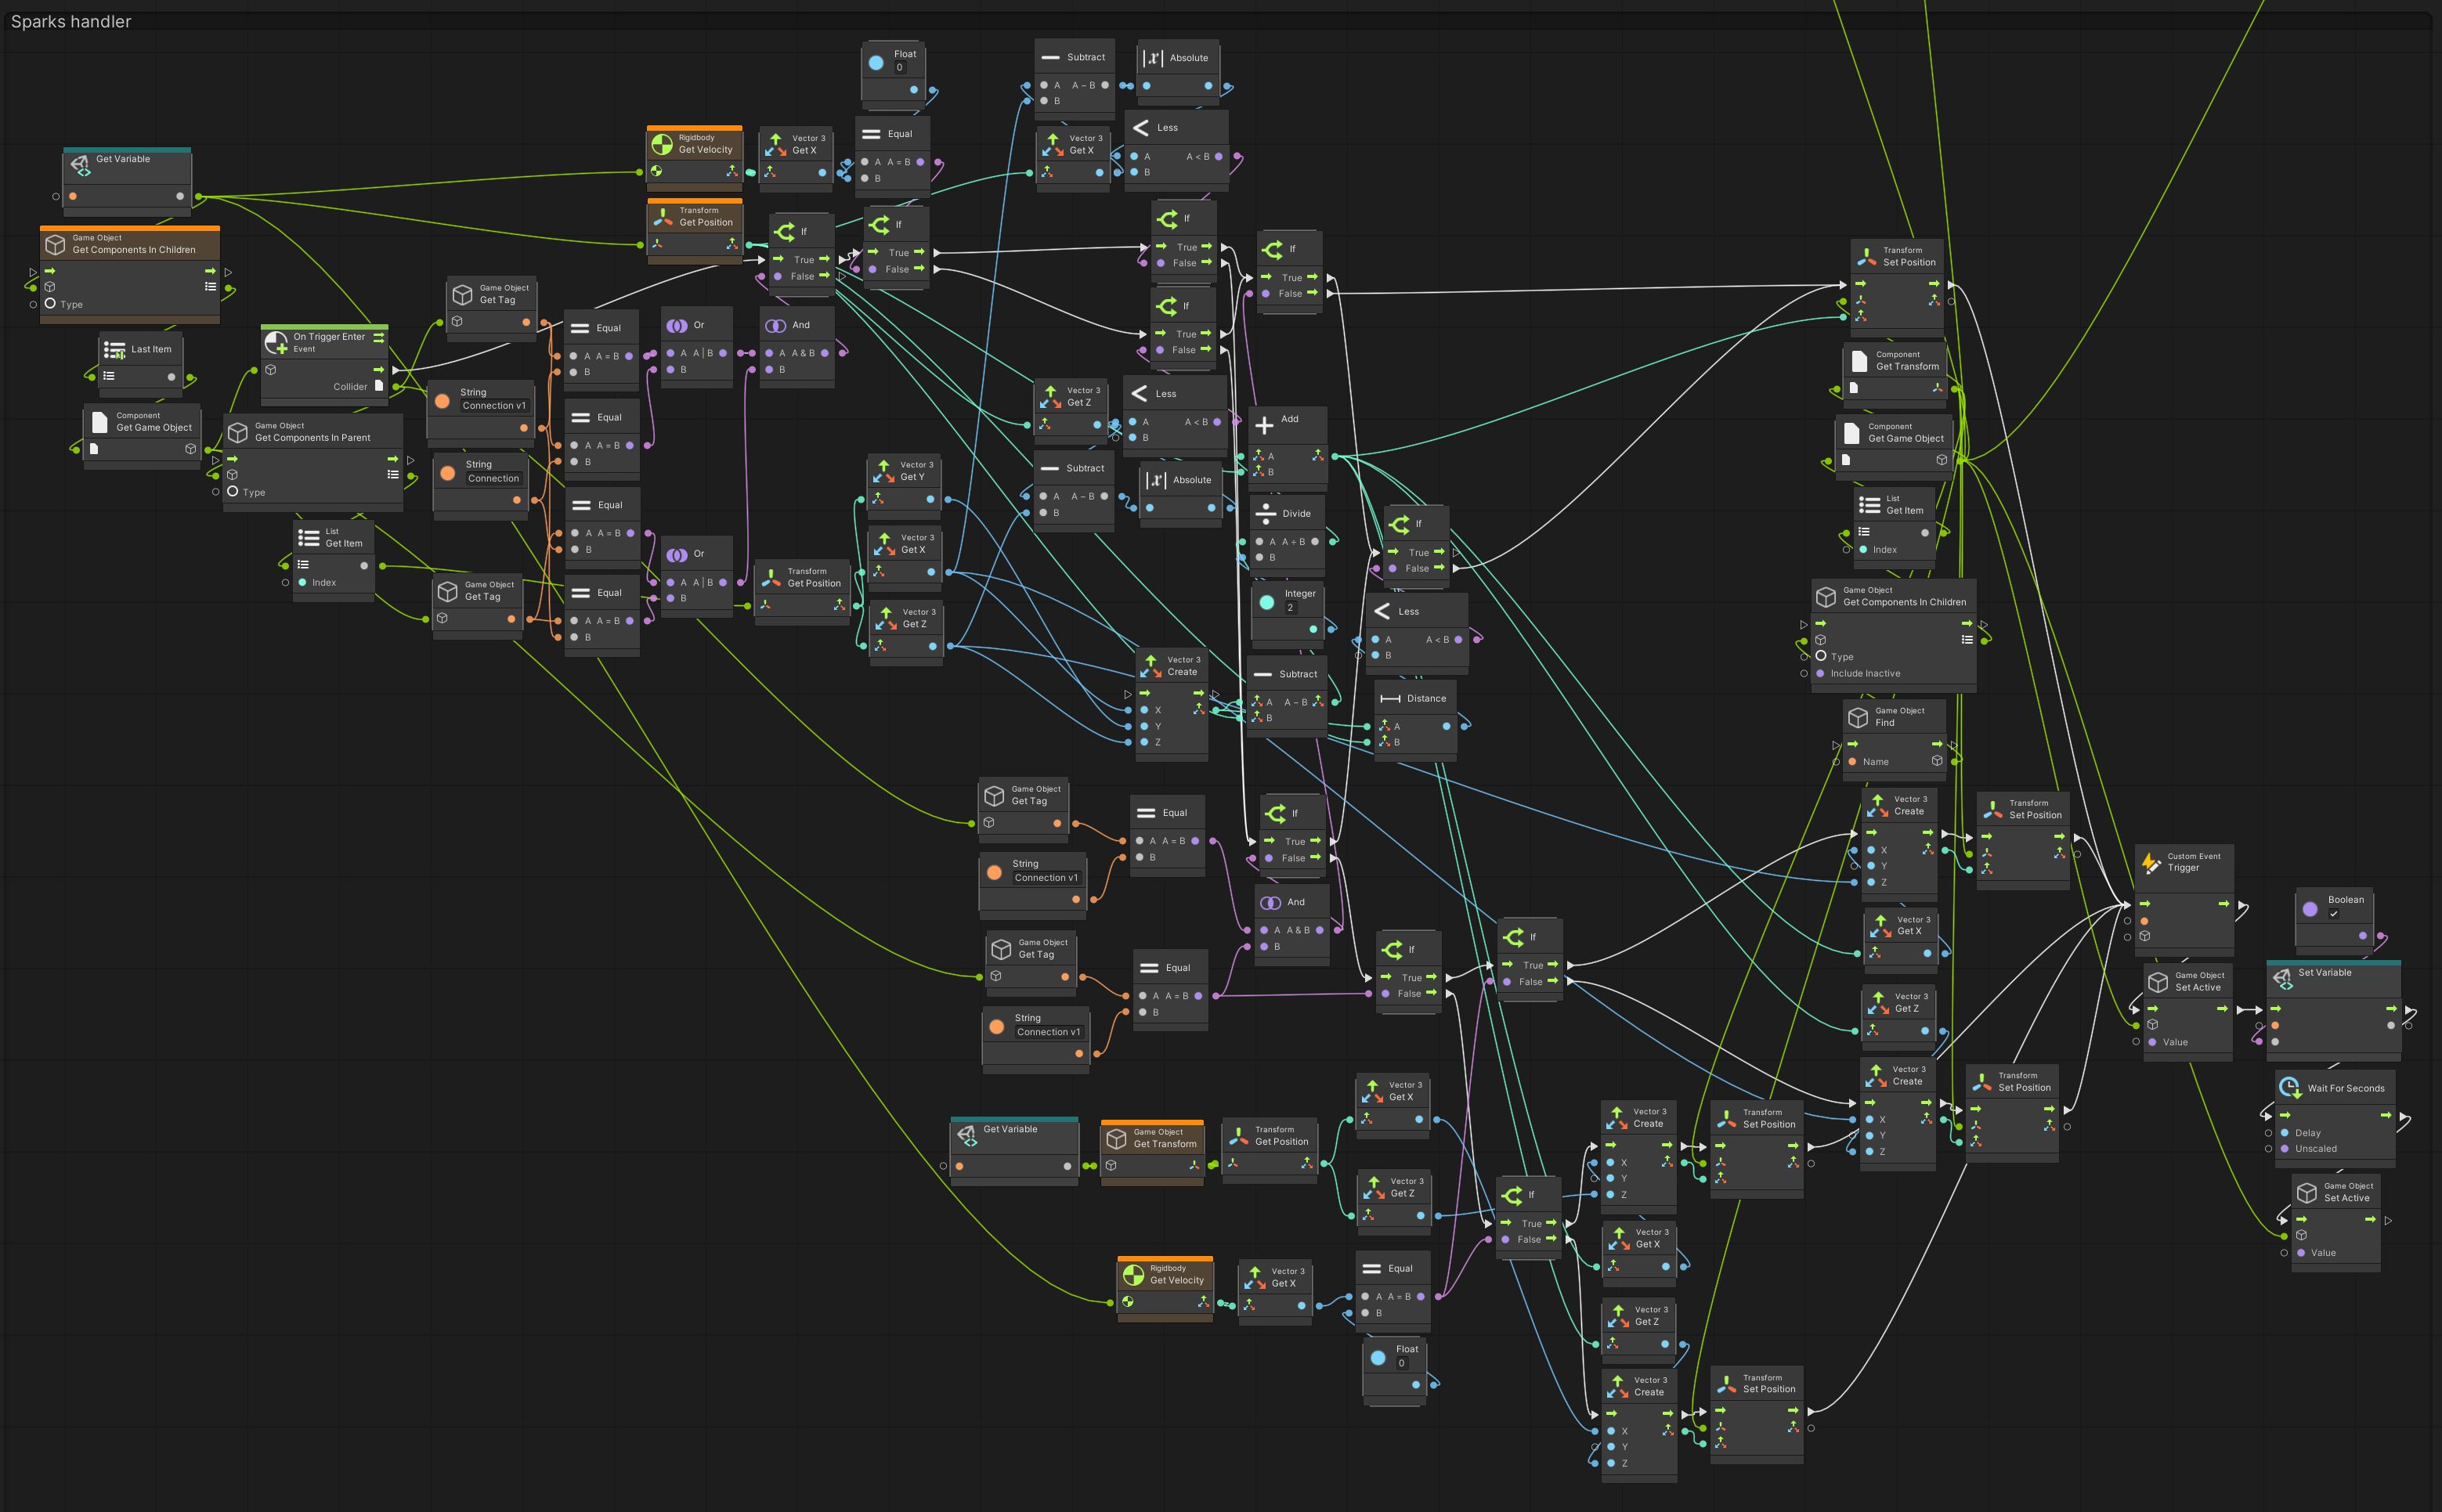 Sparks handler
Get Variable
Game Object
Get Components In Children
Type
Last Item
Component
Get Game Object
On Trigger Enter
Event
Collider
Game Object
Get Components In Parent
Type
List
Get Item
Index
Game Object
Get Tag
String
Connection v1
String
Connection
Game Object
Get Tag
Equal
A A = B
B
Equal
A A = B
B
Equal
A A = B
B
Equal
A A = B
B
Or
A A | B
B
Or
A A | B
B
And
A A & B
B
Rigidbody
Get Velocity
Vector 3
Get X
Float
0
Equal
A A = B
B
Transform
Get Position
If
True
False
If
True
False
Transform
Get Position
Vector 3
Get Y
Vector 3
Get X
Vector 3
Get Z
Subtract
A A − B
B
|x| Absolute
Vector 3
Get X
Less
A A < B
B
If
True
False
If
True
False
If
True
False
Vector 3
Get Z
Less
A A < B
B
Subtract
A A − B
B
|x| Absolute
Add
A
B
Divide
A A ÷ B
B
Integer
2
Subtract
A A − B
B
Vector 3
Create
X
Y
Z
If
True
False
Less
A A < B
B
Distance
A
B
Game Object
Get Tag
String
Connection v1
Equal
A A = B
B
Game Object
Get Tag
String
Connection v1
Equal
A A = B
B
If
True
False
And
A A & B
B
If
True
False
If
True
False
Get Variable
Game Object
Get Transform
Transform
Get Position
Vector 3
Get X
Vector 3
Get Z
Rigidbody
Get Velocity
Vector 3
Get X
Equal
A A = B
B
Float
0
If
True
False
Vector 3
Create
X
Y
Z
Transform
Set Position
Vector 3
Get X
Vector 3
Get Z
Vector 3
Create
X
Y
Z
Transform
Set Position
Transform
Set Position
Component
Get Transform
Component
Get Game Object
List
Get Item
Index
Game Object
Get Components In Children
Type
Include Inactive
Game Object
Find
Name
Vector 3
Create
X
Y
Z
Transform
Set Position
Vector 3
Get X
Vector 3
Get Z
Vector 3
Create
X
Y
Z
Transform
Set Position
Custom Event
Trigger
Game Object
Set Active
Value
Boolean
Set Variable
Wait For Seconds
Delay
Unscaled
Game Object
Set Active
Value